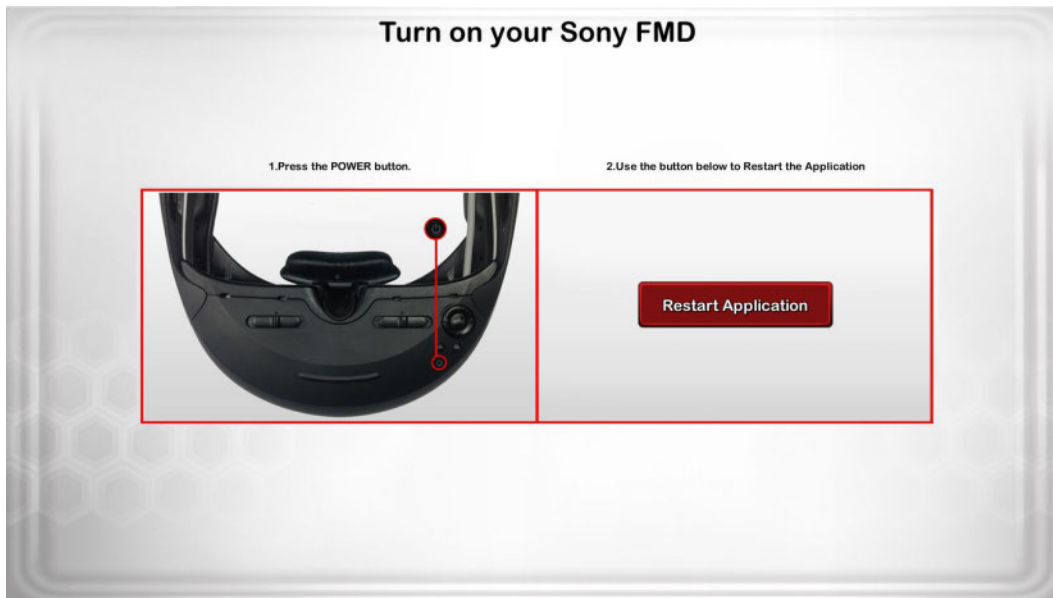 Turn on your Sony FMD
1.Press the POWER button.
2.Use the button below to Restart the Application
Restart Application